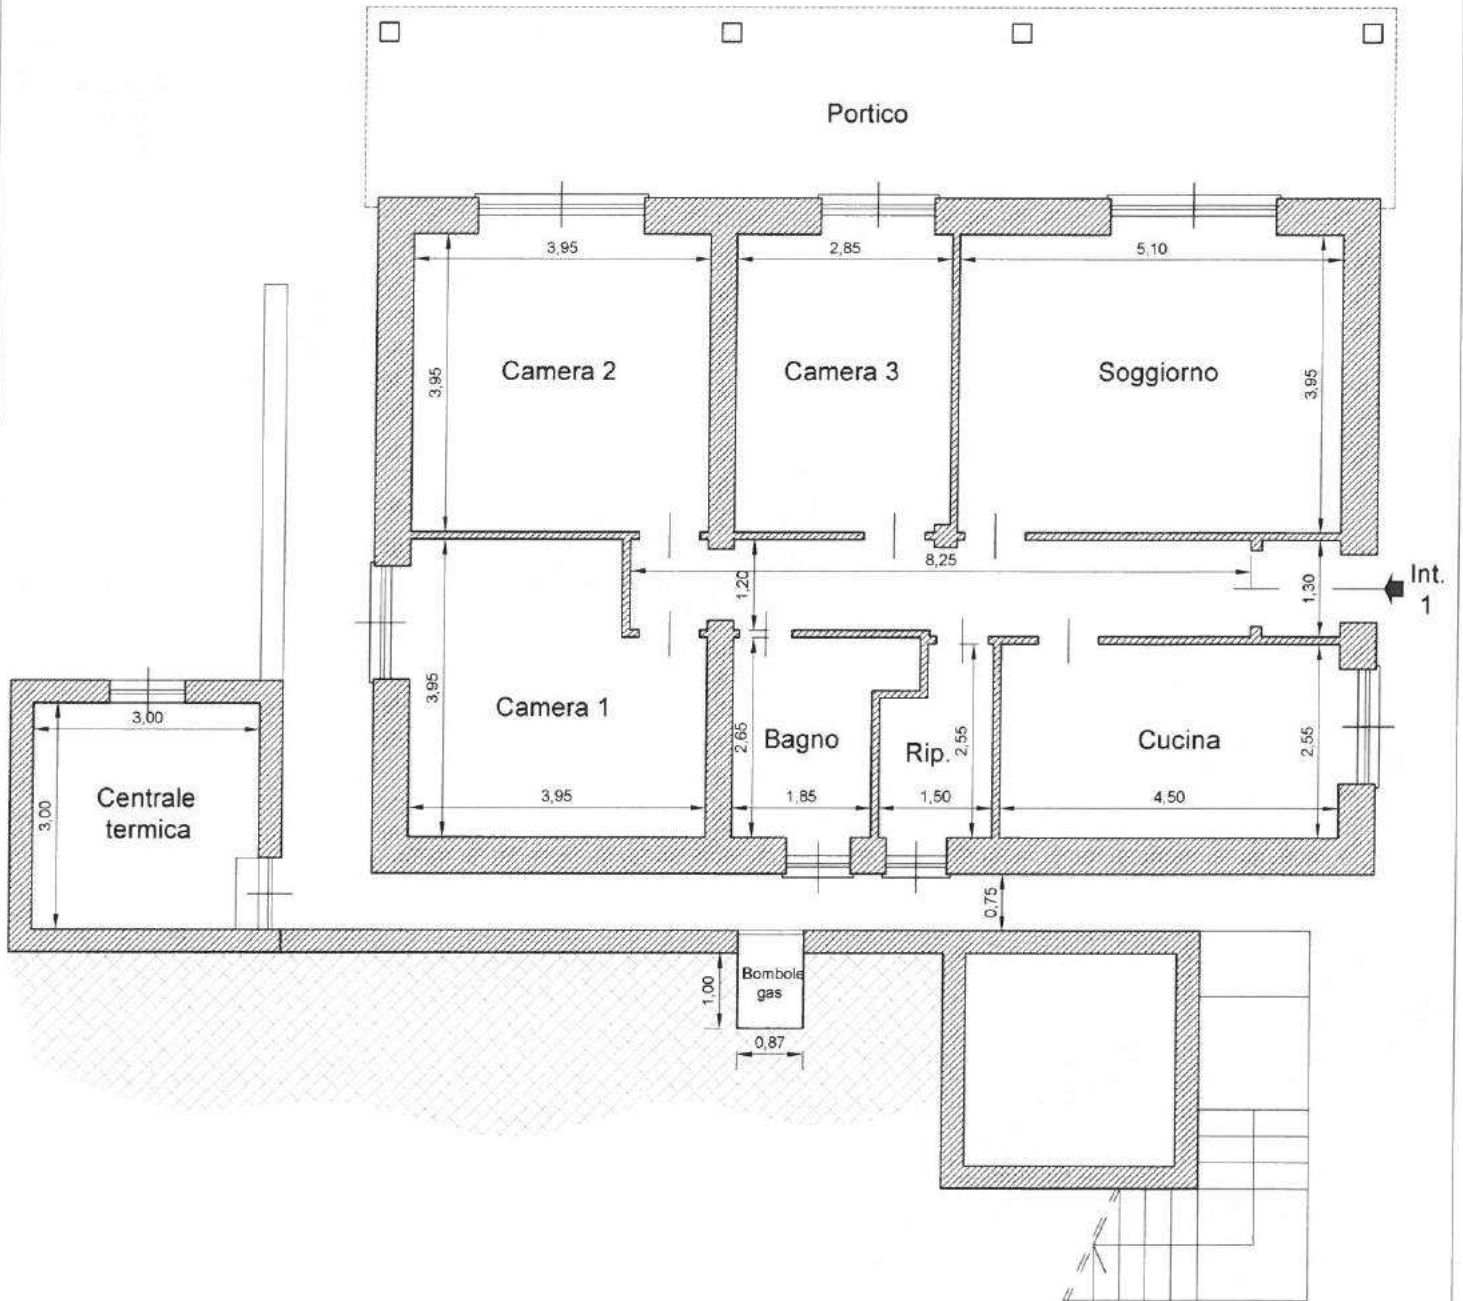 Portico
3,95
2,85
5,10
3,95
Camera 2
Camera 3
Soggiorno
3,95
8,25
1,20
1,30
Int.
1
3,95
Camera 1
2,65
Bagno
Rip.
2,55
Cucina
2,55
3,95
1,85
1,50
4,50
3,00
3,00
Centrale
termica
0,75
Bombole
gas
1,00
0,87